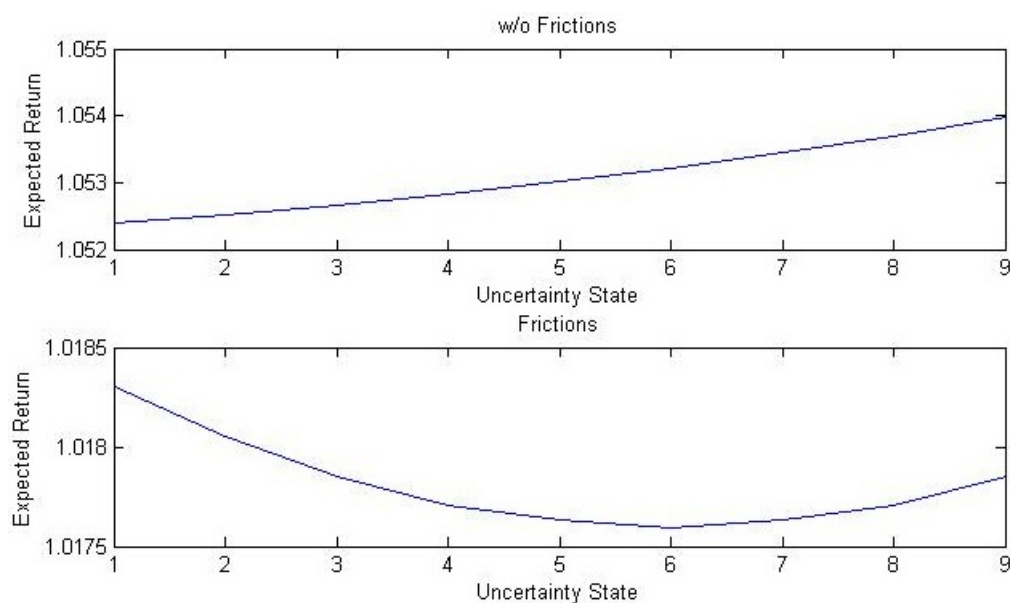 w/o Frictions
1.055
1.054
1.053
1.052
Expected Return
1 2 3 4 5 6 7 8 9
Uncertainty State
Frictions
1.0185
1.018
1.0175
Expected Return
1 2 3 4 5 6 7 8 9
Uncertainty State